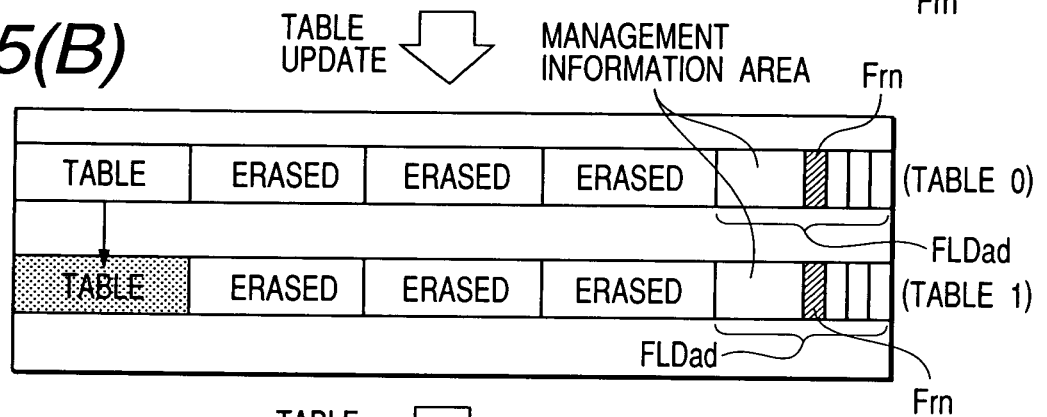 Frn
5(B)
TABLE
UPDATE
MANAGEMENT
INFORMATION AREA
Frn
TABLE ERASED ERASED ERASED (TABLE 0)
FLDad
TABLE ERASED ERASED ERASED (TABLE 1)
FLDad
Frn
TABLE